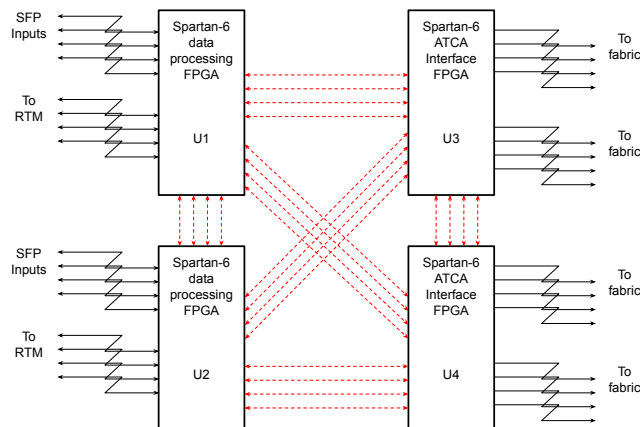 SFP
Inputs
To
RTM
Spartan-6
data
processing
FPGA
U1
Spartan-6
ATCA
Interface
FPGA
U3
To
fabric
To
fabric
SFP
Inputs
To
RTM
Spartan-6
data
processing
FPGA
U2
Spartan-6
ATCA
Interface
FPGA
U4
To
fabric
To
fabric